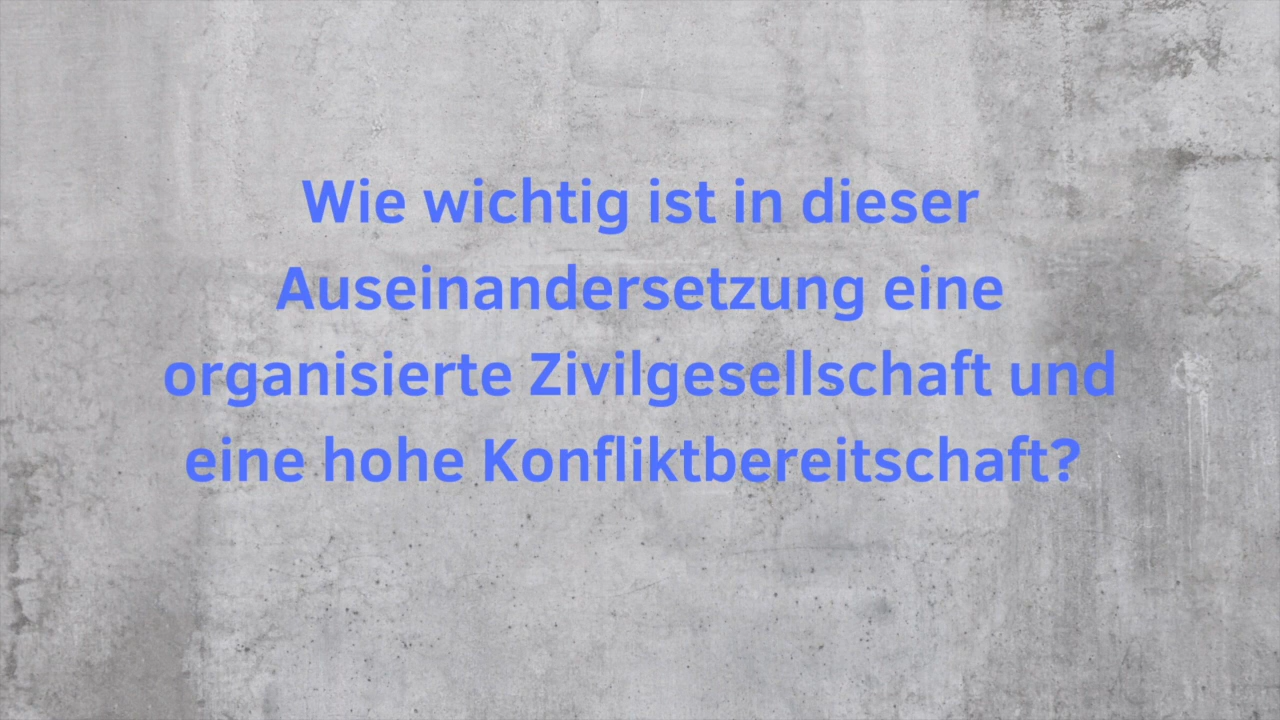 Wie wichtig ist in dieser
Auseinandersetzung eine
organisierte Zivilgesellschaft und
eine hohe Konfliktbereitschaft?